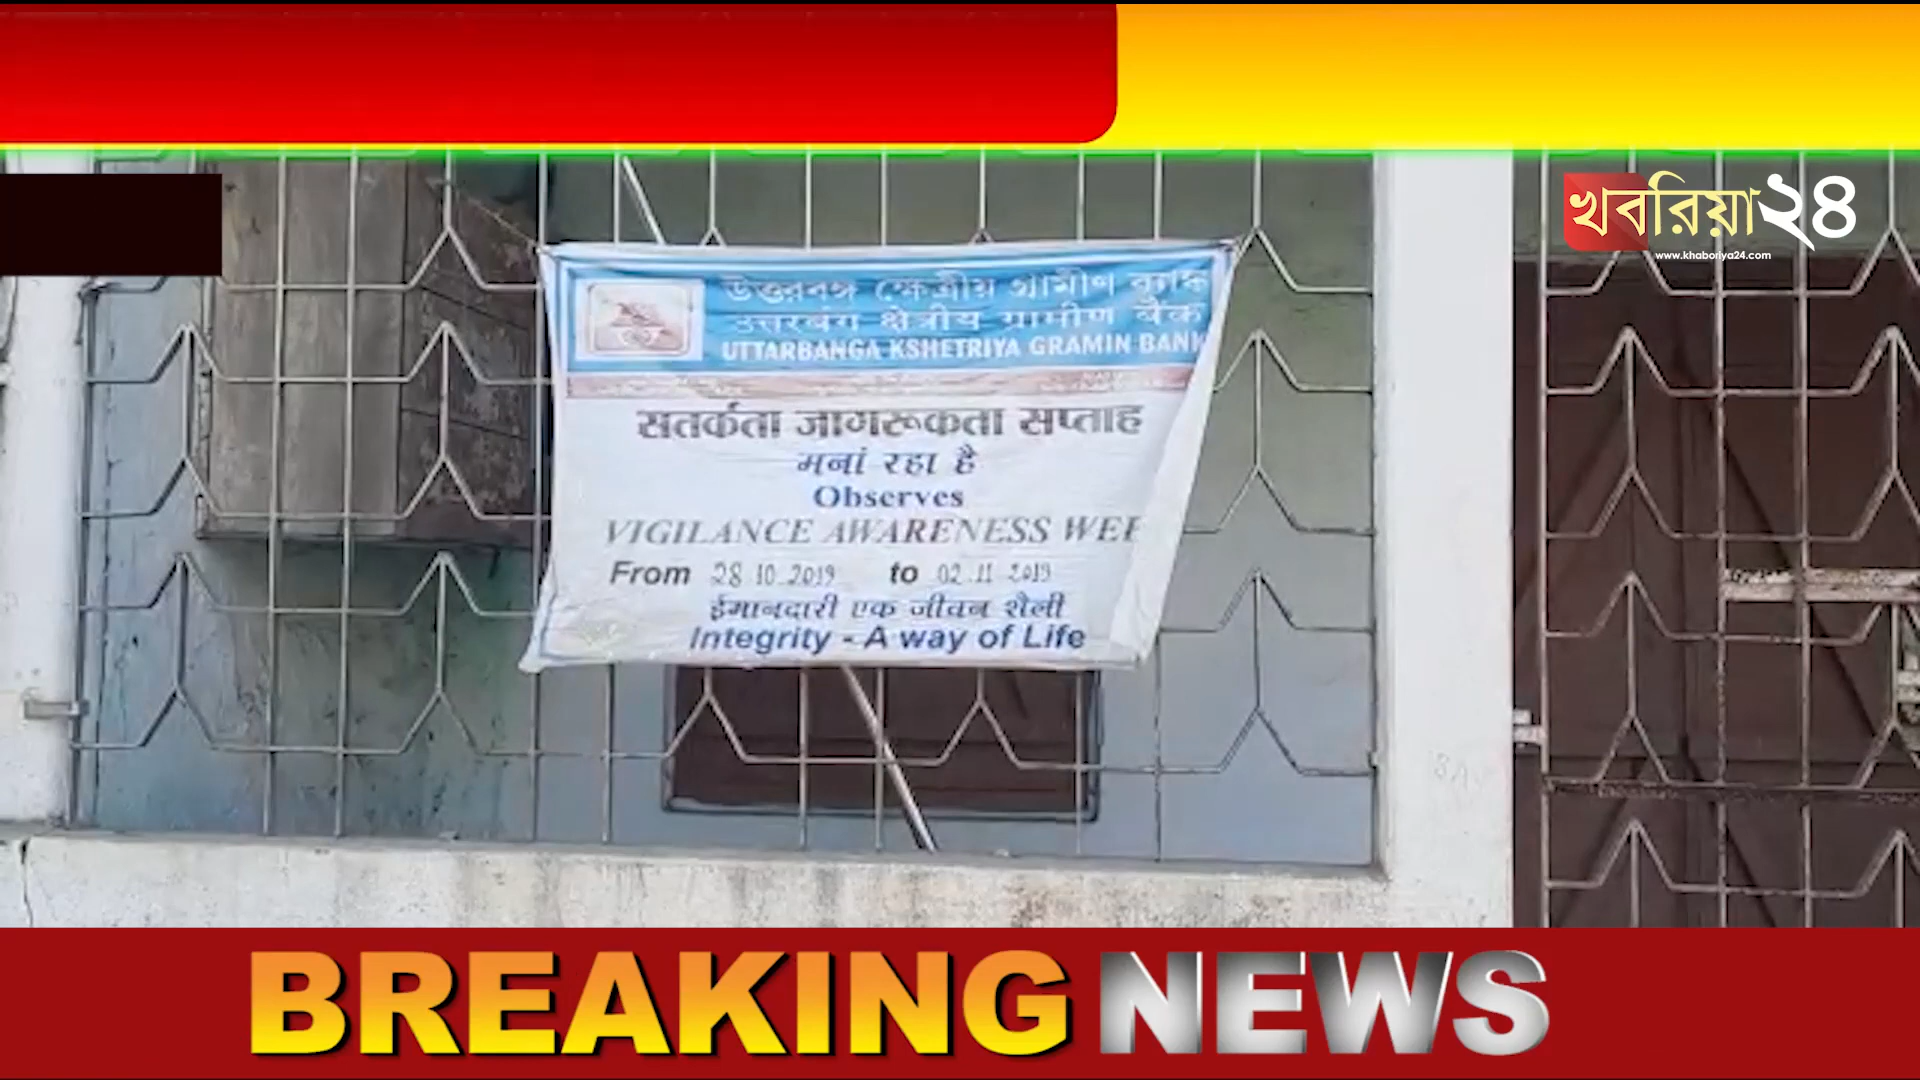 খবরিয়া২৪
www.khaboriya24.com
উত্তরবঙ্গ ক্ষেত্রীয় গ্রামীণ ব্যাঙ্ক
उत्तरबंग क्षेत्रीय ग्रामीण बैंक
UTTARBANGA KSHETRIYA GRAMIN BANK
सतर्कता जागरूकता सप्ताह
मनां रहा है
Observes
VIGILANCE AWARENESS WEE
From 28.10.2019 to 02.11.2019
ईमानदारी एक जीवन शैली
Integrity - A way of Life
BREAKING NEWS